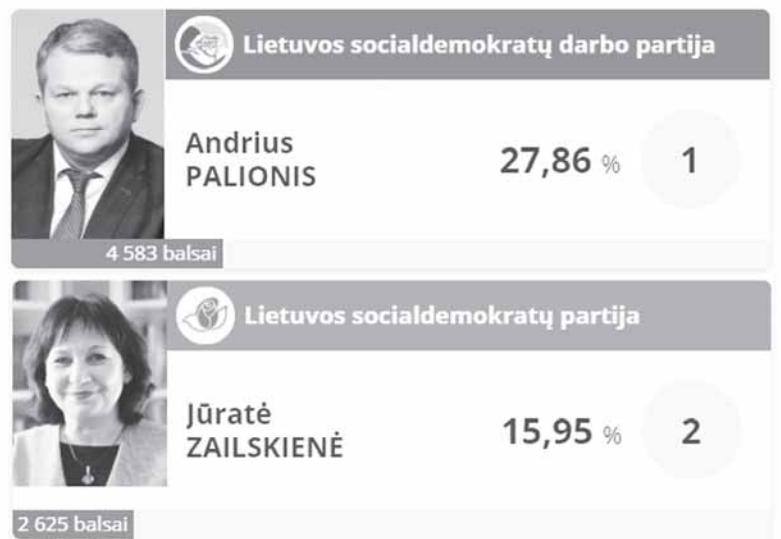 Lietuvos socialdemokratų darbo partija
Andrius
PALIONIS
27,86 %
1
4 583 balsai
Lietuvos socialdemokratų partija
Jūratė
ZAILSKIENĖ
15,95 %
2
2 625 balsai